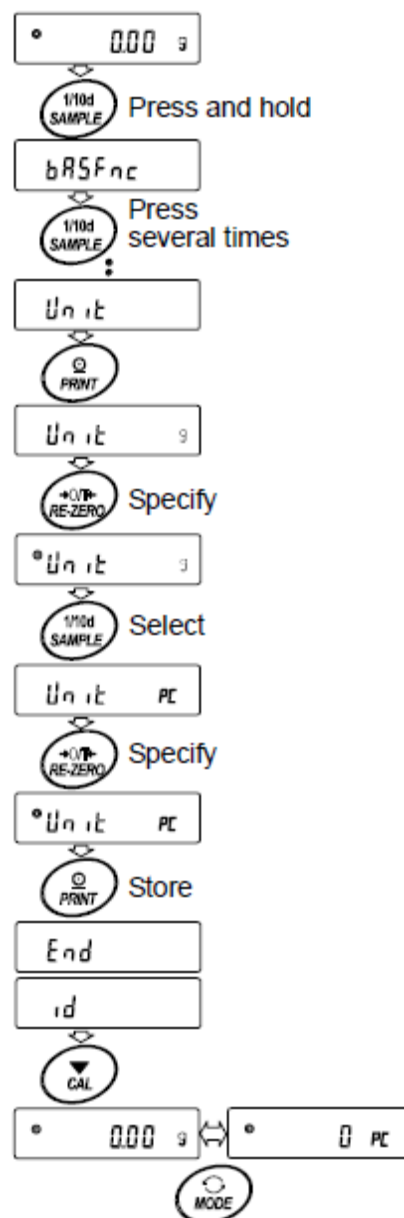 0.00 g
1/10d
SAMPLE
Press and hold
bASFnc
1/10d
SAMPLE
Press
several times
Unit
PRINT
Unit g
→0/T←
RE-ZERO
Specify
Unit g
1/10d
SAMPLE
Select
Unit PC
→0/T←
RE-ZERO
Specify
Unit PC
PRINT
Store
End
id
CAL
0.00 g
0 PC
MODE